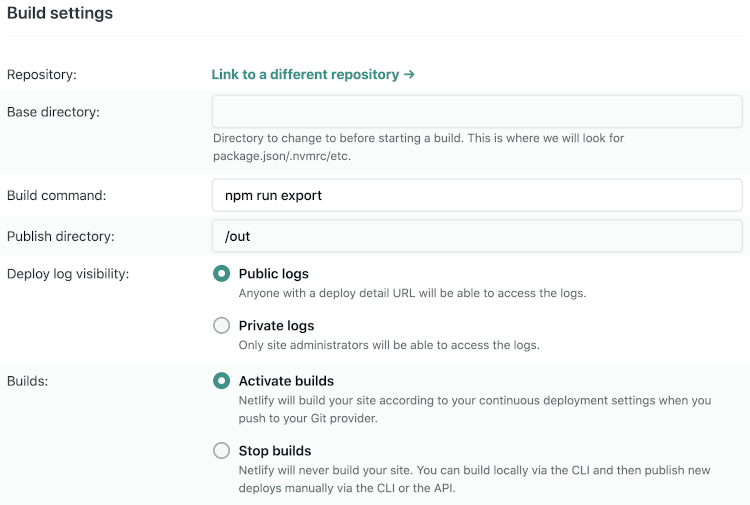 Build settings
Repository:
Link to a different repository →
Base directory:
Directory to change to before starting a build. This is where we will look for
package.json/.nvmrc/etc.
Build command:
npm run export
Publish directory:
/out
Deploy log visibility:
Public logs
Anyone with a deploy detail URL will be able to access the logs.
Private logs
Only site administrators will be able to access the logs.
Builds:
Activate builds
Netlify will build your site according to your continuous deployment settings when you
push to your Git provider.
Stop builds
Netlify will never build your site. You can build locally via the CLI and then publish new
deploys manually via the CLI or the API.